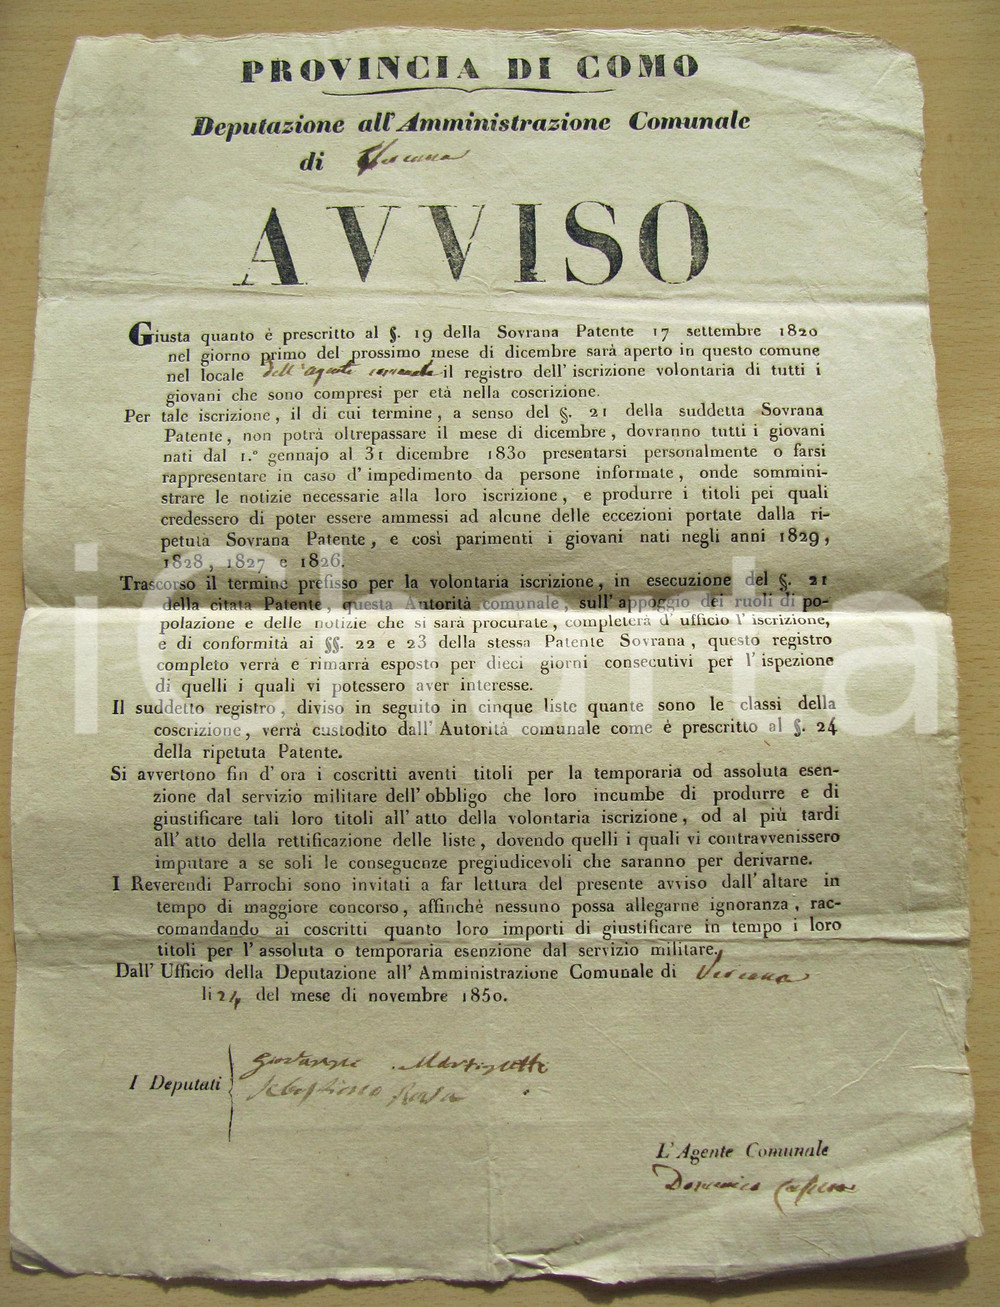 PROVINCIA DI COMO
Deputazione all'Amministrazione Comunale
di Vercana
AVVISO
Giusta quanto è prescritto al §. 19 della Sovrana Patente 17 settembre 1820
nel giorno primo del prossimo mese di dicembre sarà aperto in questo comune
nel locale dell'agente comunale il registro dell'iscrizione volontaria di tutti i
giovani che sono compresi per età nella coscrizione.
Per tale iscrizione, il di cui termine, a senso del §. 21 della suddetta Sovrana
Patente, non potrà oltrepassare il mese di dicembre, dovranno tutti i giovani
nati dal 1.° gennajo al 31 dicembre 1830 presentarsi personalmente o farsi
rappresentare in caso d'impedimento da persone informate, onde sommini-
strare le notizie necessarie alla loro iscrizione, e produrre i titoli pei quali
credessero di poter essere ammessi ad alcune delle eccezioni portate dalla ri-
petuta Sovrana Patente, e così parimenti i giovani nati negli anni 1829,
1828, 1827 e 1826.
Trascorso il termine prefisso per la volontaria iscrizione, in esecuzione del §. 21
della citata Patente, questa Autorità comunale, sull'appoggio dei ruoli di po-
polazione e delle notizie che si sarà procurate, completerà d'ufficio l'iscrizione,
e di conformità ai §§. 22 e 23 della stessa Patente Sovrana, questo registro
completo verrà e rimarrà esposto per dieci giorni consecutivi per l'ispezione
di quelli i quali vi potessero aver interesse.
Il suddetto registro, diviso in seguito in cinque liste quante sono le classi della
coscrizione, verrà custodito dall'Autorità comunale come è prescritto al §. 24
della ripetuta Patente.
Si avvertono fin d'ora i coscritti aventi titoli per la temporaria od assoluta esen-
zione dal servizio militare dell'obbligo che loro incumbe di produrre e di
giustificare tali loro titoli all'atto della volontaria iscrizione, od al più tardi
all'atto della rettificazione delle liste, dovendo quelli i quali vi contravvenissero
imputare a se soli le conseguenze pregiudicevoli che saranno per derivarne.
I Reverendi Parrochi sono invitati a far lettura del presente avviso dall'altare in
tempo di maggiore concorso, affinchè nessuno possa allegarne ignoranza, rac-
comandando ai coscritti quanto loro importi di giustificare in tempo i loro
titoli per l'assoluta o temporaria esenzione dal servizio militare.
Dall'Ufficio della Deputazione all'Amministrazione Comunale di Vercana
li 24 del mese di novembre 1850.
I Deputati
Giovanni
Rosa
L'Agente Comunale
Domenico
iCharta